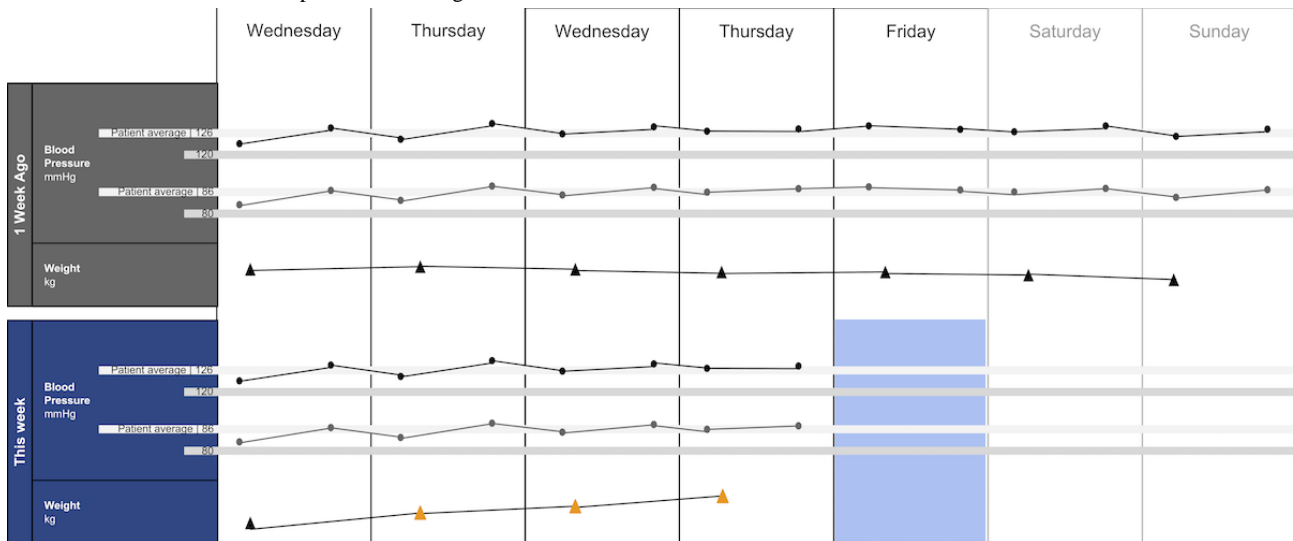 Wednesday Thursday Wednesday Thursday Friday Saturday Sunday
1 Week Ago
Blood Pressure
mmHg
Patient average | 126
120
Patient average | 86
80
Weight
kg
This week
Blood Pressure
mmHg
Patient average | 126
120
Patient average | 86
80
Weight
kg